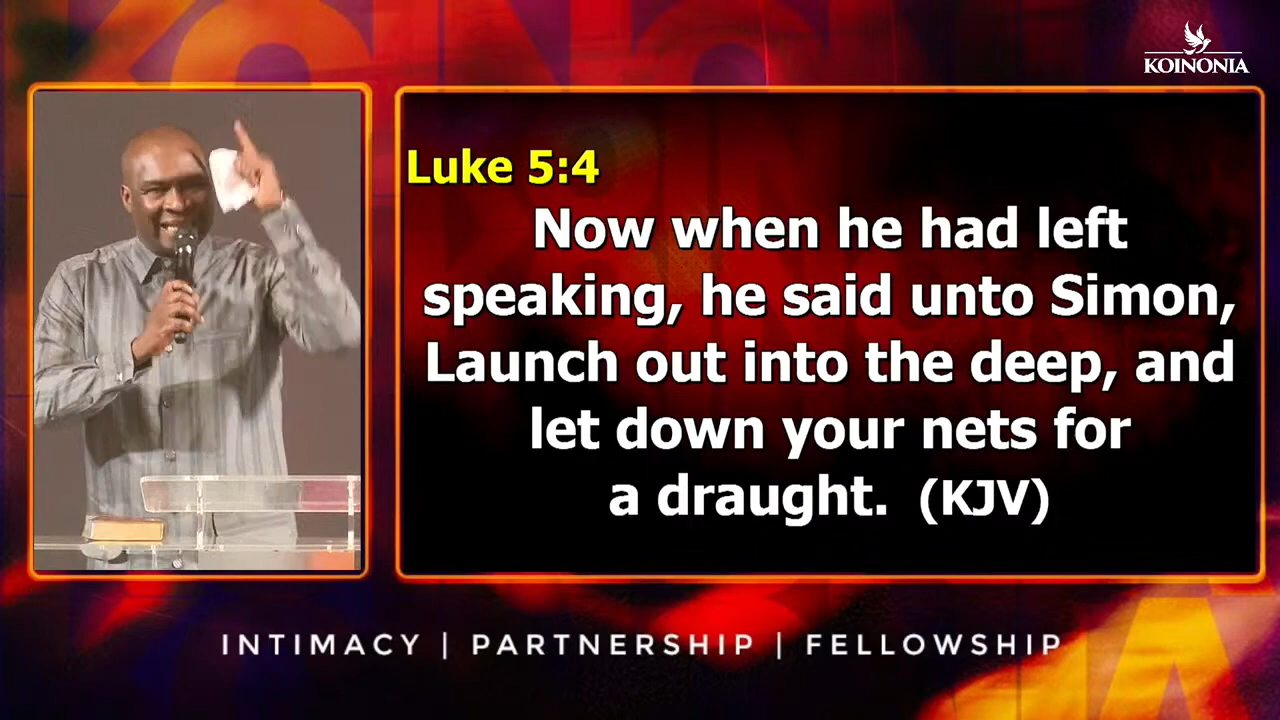 KOINONIA
Luke 5:4
Now when he had left
speaking, he said unto Simon,
Launch out into the deep, and
let down your nets for
a draught. (KJV)
INTIMACY | PARTNERSHIP | FELLOWSHIP